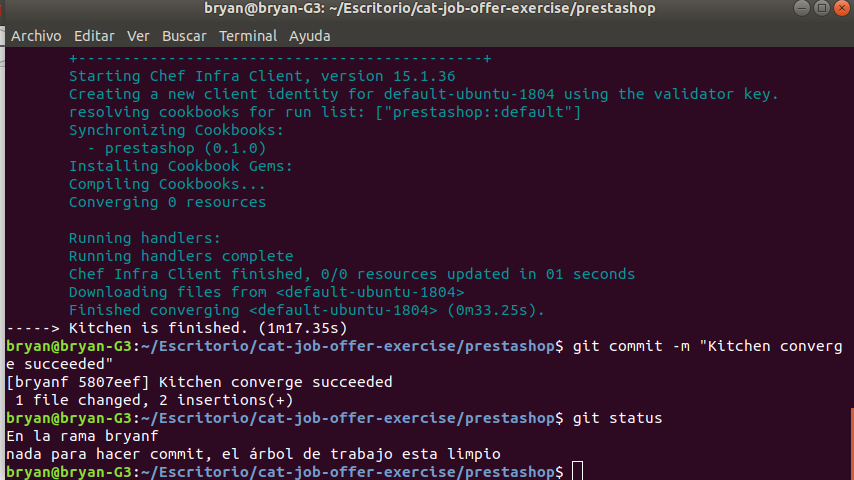 bryan@bryan-G3: ~/Escritorio/cat-job-offer-exercise/prestashop
Archivo Editar Ver Buscar Terminal Ayuda
+---------------------------------------------+
Starting Chef Infra Client, version 15.1.36
Creating a new client identity for default-ubuntu-1804 using the validator key.
resolving cookbooks for run list: ["prestashop::default"]
Synchronizing Cookbooks:
- prestashop (0.1.0)
Installing Cookbook Gems:
Compiling Cookbooks...
Converging 0 resources
Running handlers:
Running handlers complete
Chef Infra Client finished, 0/0 resources updated in 01 seconds
Downloading files from <default-ubuntu-1804>
Finished converging <default-ubuntu-1804> (0m33.25s).
-----> Kitchen is finished. (1m17.35s)
bryan@bryan-G3:~/Escritorio/cat-job-offer-exercise/prestashop$ git commit -m "Kitchen converg
e succeeded"
[bryanf 5807eef] Kitchen converge succeeded
1 file changed, 2 insertions(+)
bryan@bryan-G3:~/Escritorio/cat-job-offer-exercise/prestashop$ git status
En la rama bryanf
nada para hacer commit, el árbol de trabajo esta limpio
bryan@bryan-G3:~/Escritorio/cat-job-offer-exercise/prestashop$